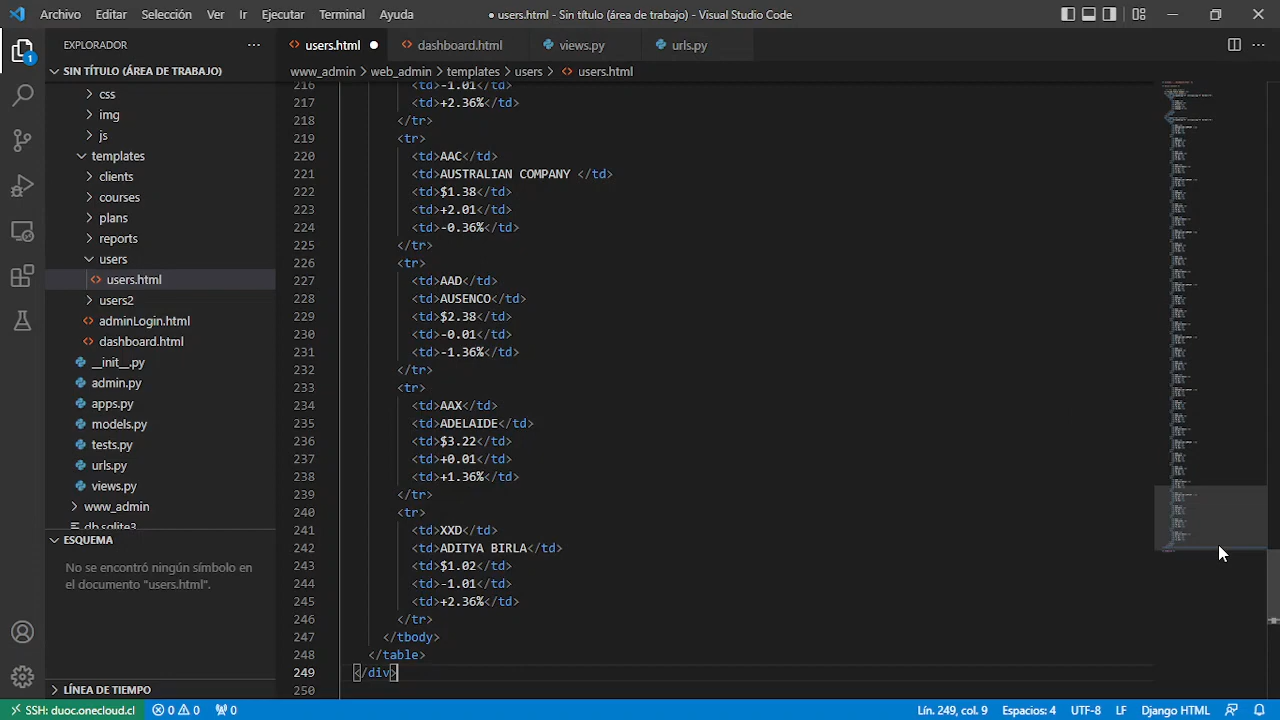 Archivo Editar Selección Ver Ir Ejecutar Terminal Ayuda
● users.html - Sin título (área de trabajo) - Visual Studio Code
EXPLORADOR ···
1
users.html ● dashboard.html views.py urls.py
SIN TÍTULO (ÁREA DE TRABAJO)
www_admin > web_admin > templates > users > users.html
css
img
js
templates
clients
courses
plans
reports
users
users.html
users2
adminLogin.html
dashboard.html
__init__.py
admin.py
apps.py
models.py
tests.py
urls.py
views.py
www_admin
db.sqlite3
ESQUEMA
No se encontró ningún símbolo en
el documento "users.html".
LÍNEA DE TIEMPO
216 <td>-1.01</td>
217 <td>+2.36%</td>
218 </tr>
219 <tr>
220 <td>AAC</td>
221 <td>AUSTRALIAN COMPANY </td>
222 <td>$1.38</td>
223 <td>+2.01</td>
224 <td>-0.36%</td>
225 </tr>
226 <tr>
227 <td>AAD</td>
228 <td>AUSENCO</td>
229 <td>$2.38</td>
230 <td>-0.01</td>
231 <td>-1.36%</td>
232 </tr>
233 <tr>
234 <td>AAX</td>
235 <td>ADELAIDE</td>
236 <td>$3.22</td>
237 <td>+0.01</td>
238 <td>+1.36%</td>
239 </tr>
240 <tr>
241 <td>XXD</td>
242 <td>ADITYA BIRLA</td>
243 <td>$1.02</td>
244 <td>-1.01</td>
245 <td>+2.36%</td>
246 </tr>
247 </tbody>
248 </table>
249 </div>
250
SSH: duoc.onecloud.cl 0 0 0 Lín. 249, col. 9 Espacios: 4 UTF-8 LF Django HTML